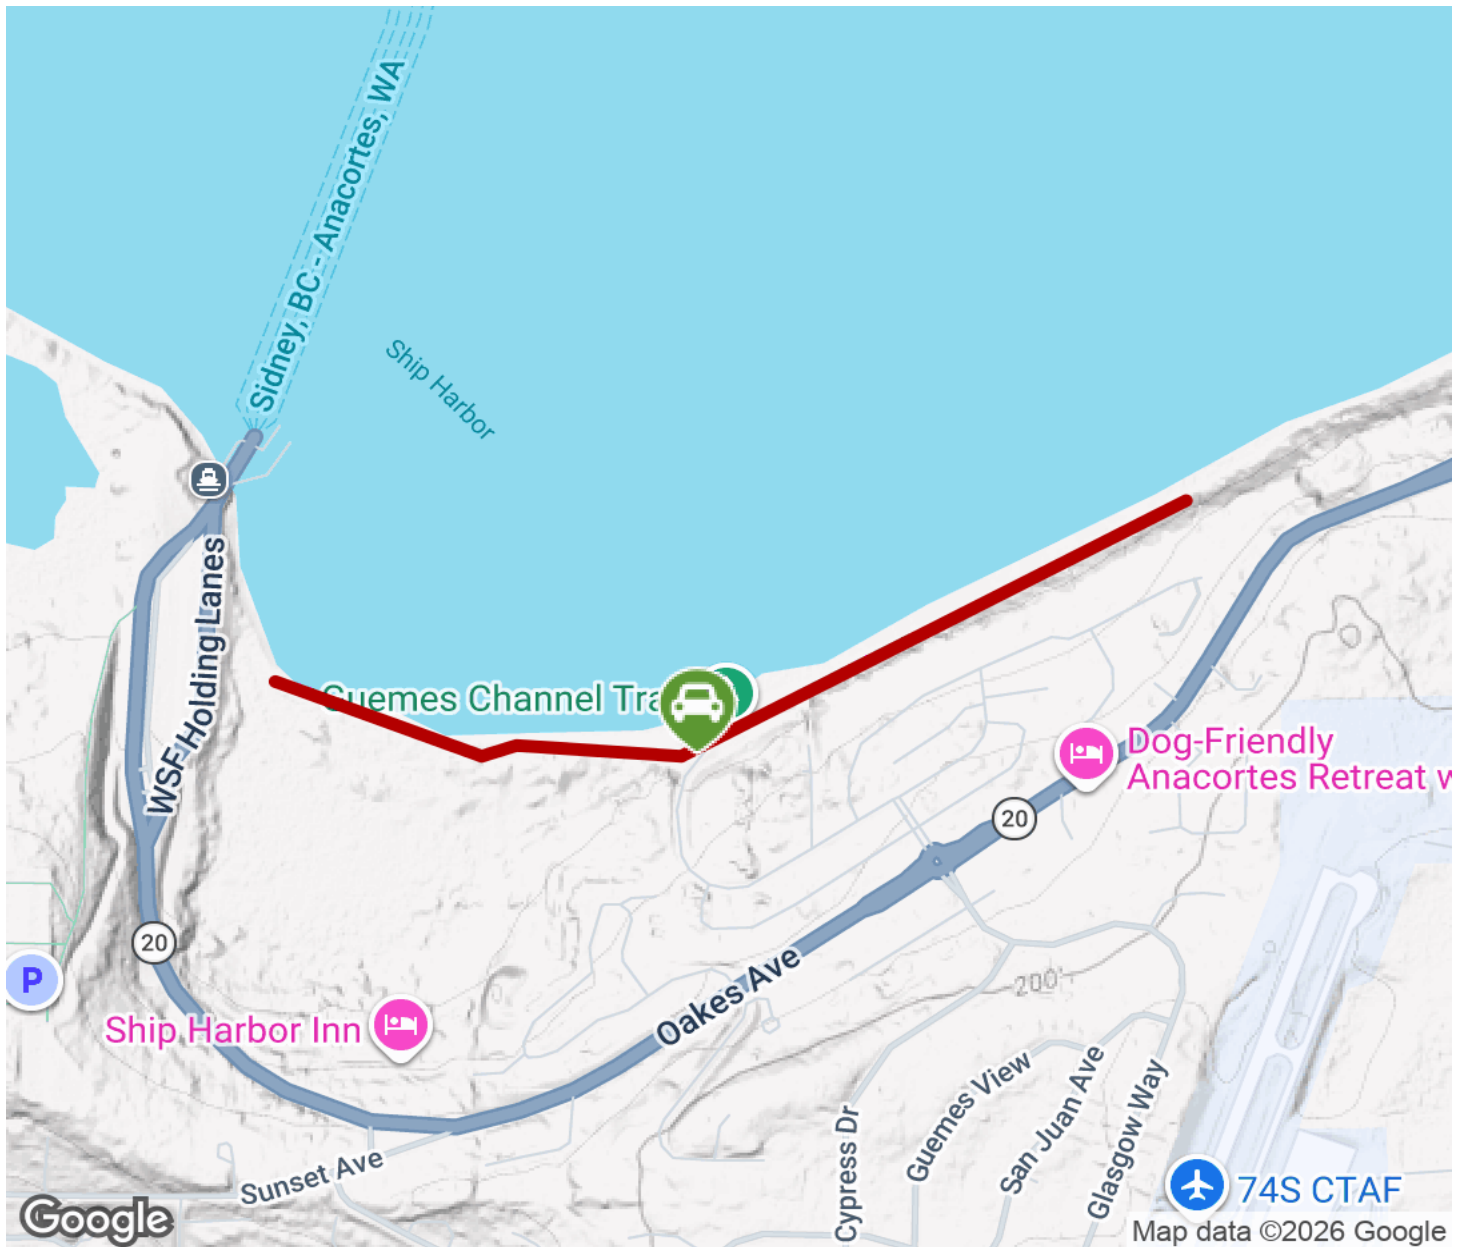 Sidney, BC - Anacortes, WA
Ship Harbor
WSF Holding Lanes
Guemes Channel Tra
Dog-Friendly
Anacortes Retreat w
20
20
200'
P
Ship Harbor Inn
Oakes Ave
Sunset Ave
Cypress Dr
Guemes View
San Juan Ave
Glasgow Way
74S CTAF
Google
Map data ©2026 Google